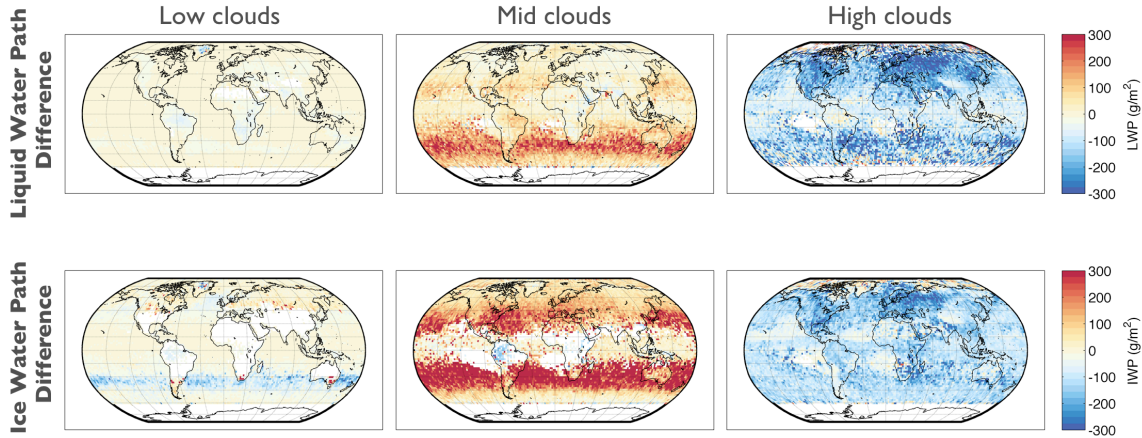 Low clouds
Mid clouds
High clouds
Liquid Water Path
Difference
300
200
100
0
-100
-200
-300
LWP (g/m²)
Ice Water Path
Difference
300
200
100
0
-100
-200
-300
IWP (g/m²)